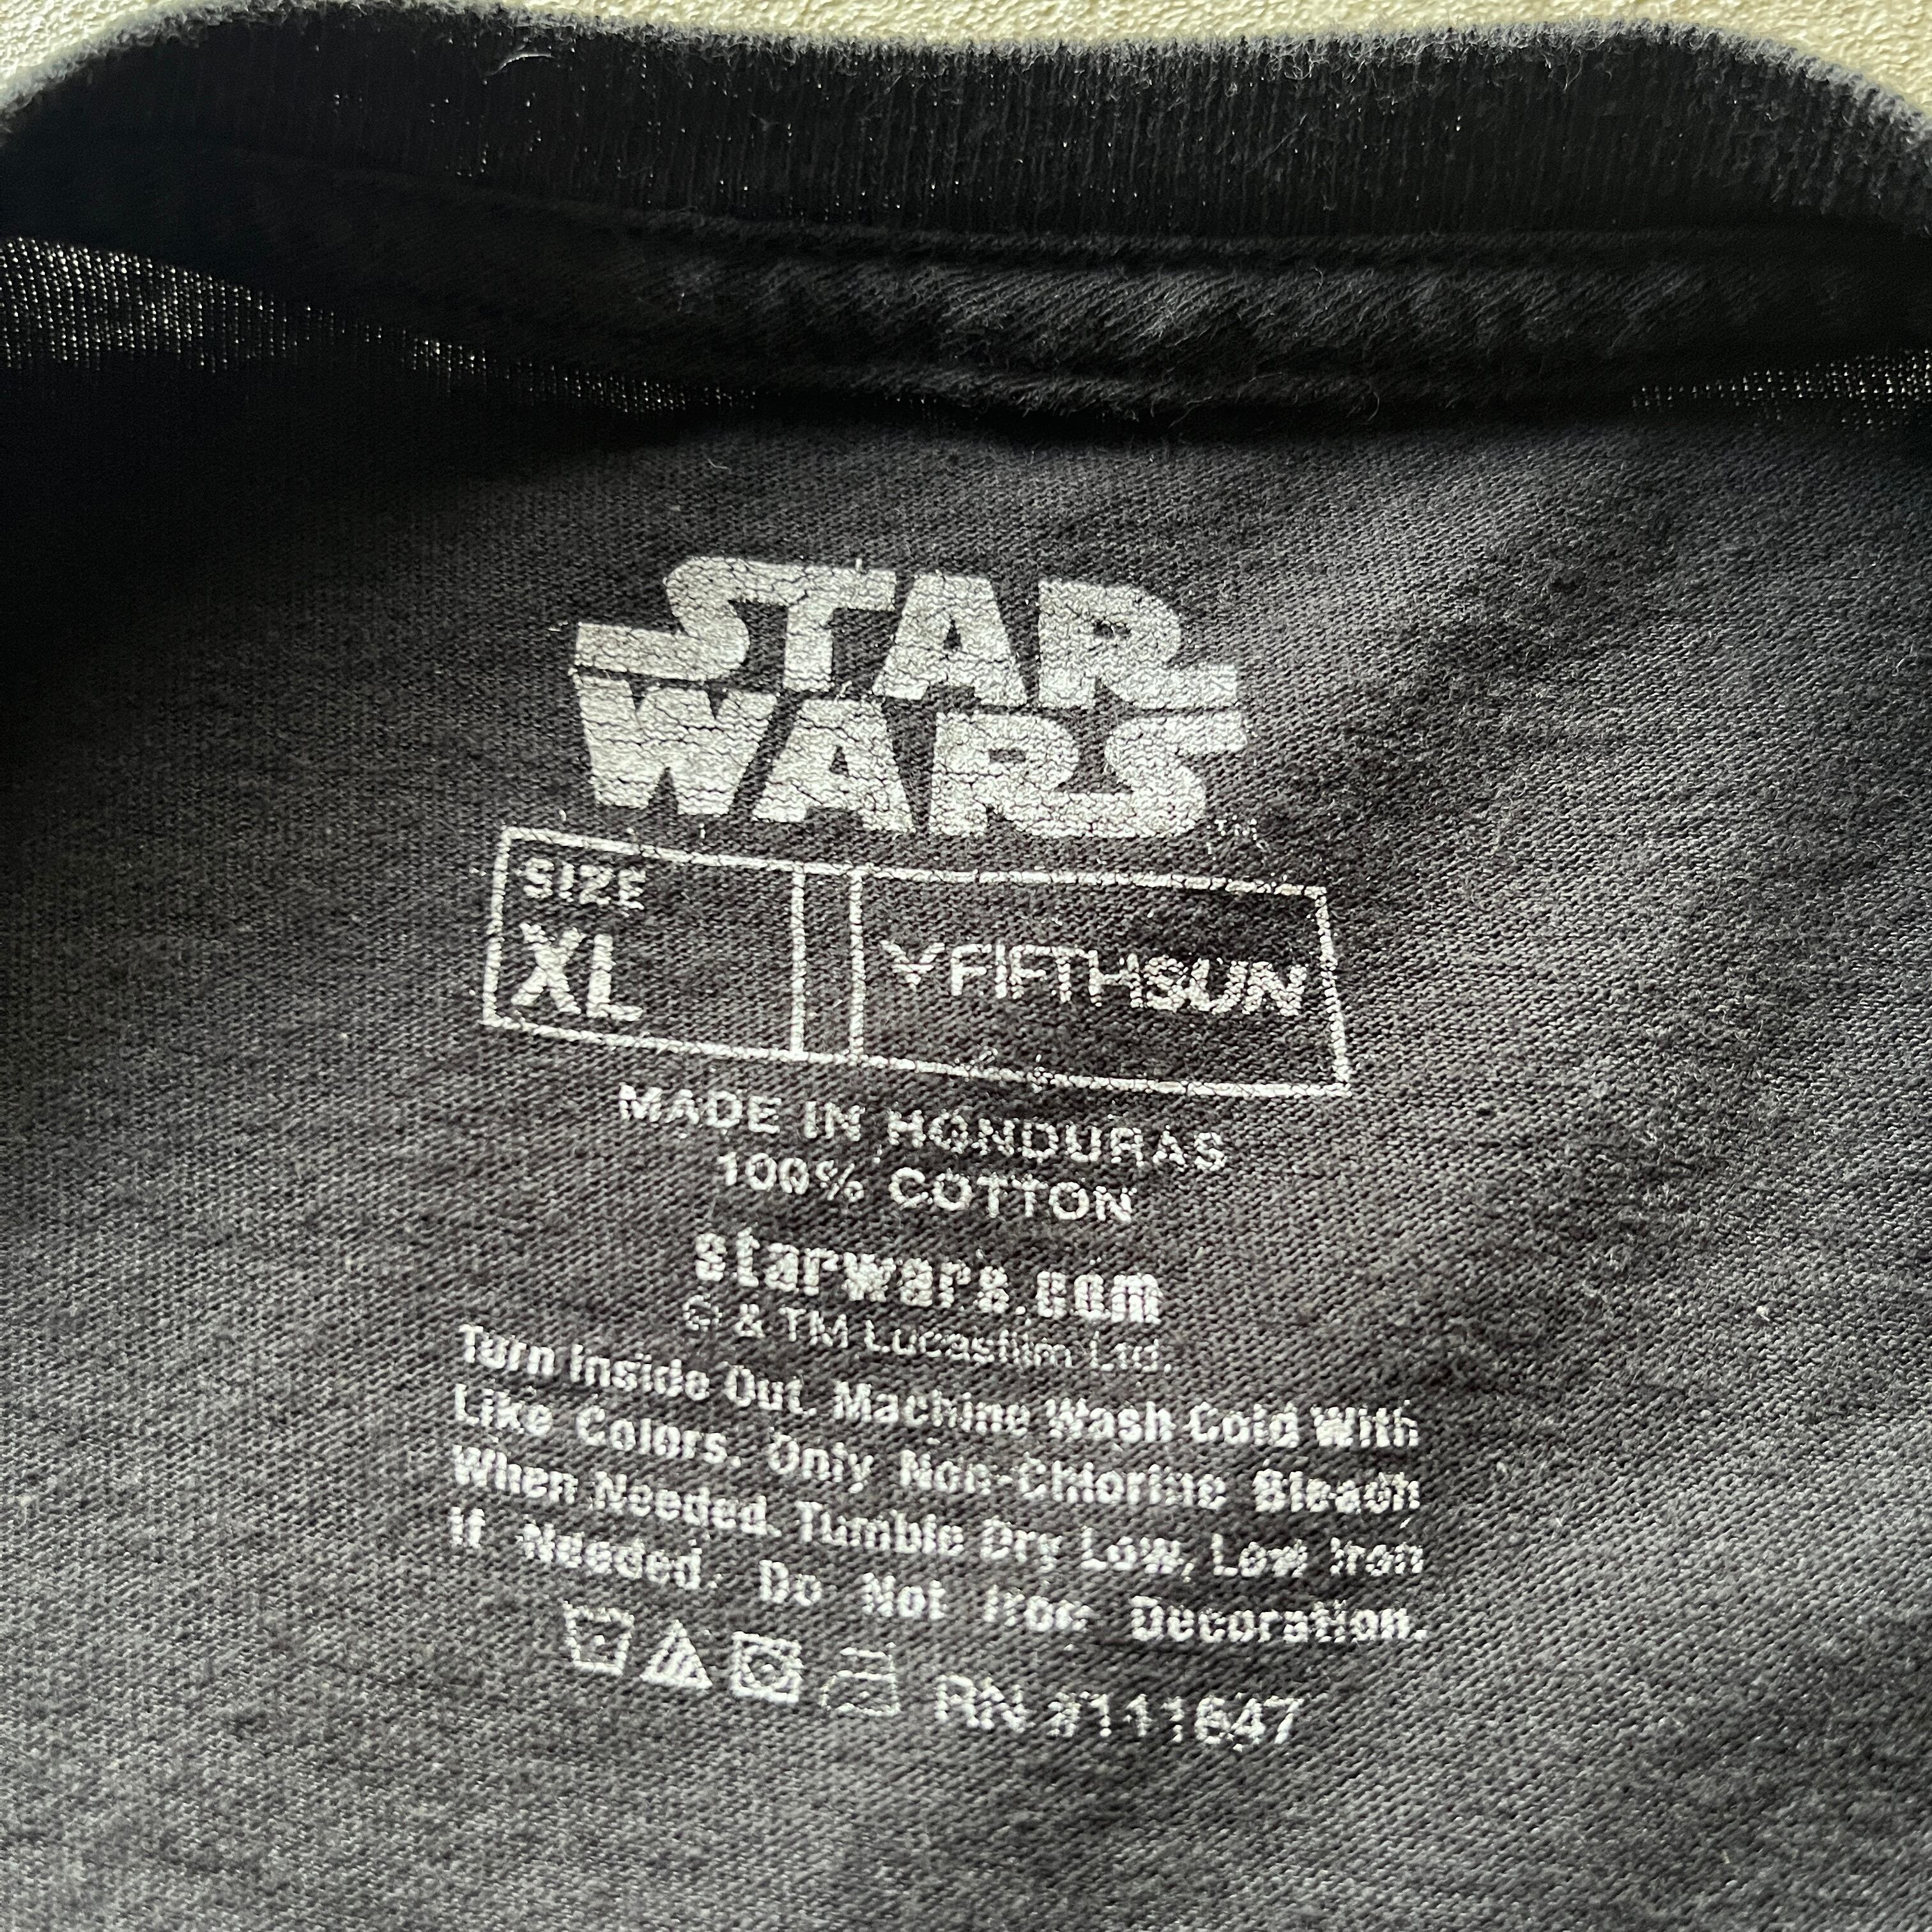 STAR
WARS
TM
SIZE
XL
FIFTHSUN
MADE IN HONDURAS
100% COTTON
starwars.com
© & TM Lucasfilm Ltd.
Turn Inside Out. Machine Wash Cold With
Like Colors. Only Non-Chlorine Bleach
When Needed. Tumble Dry Low, Low Iron
If Needed. Do Not Iron Decoration.
RN #111647